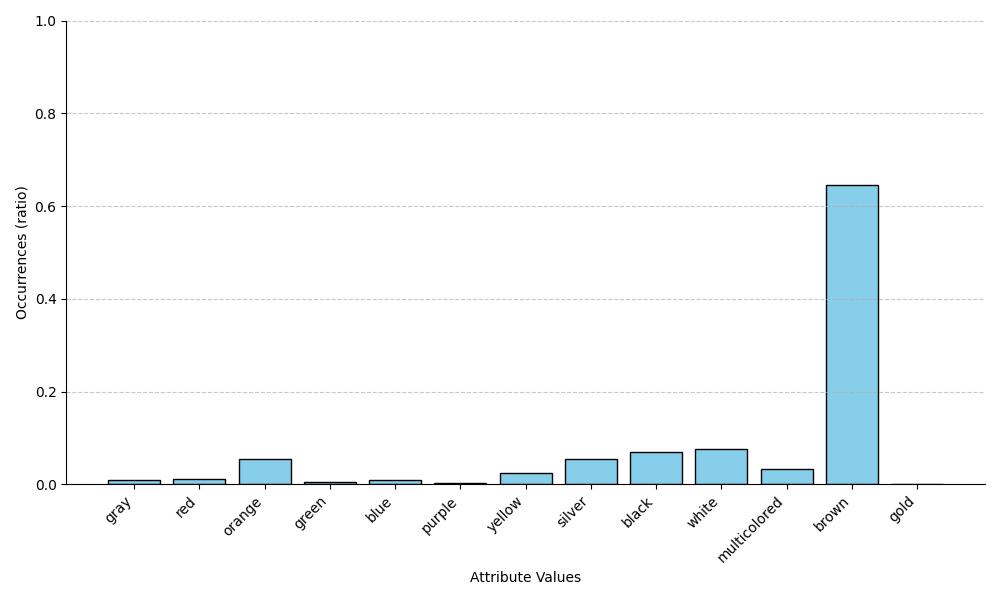 1.0
0.8
0.6
0.4
0.2
0.0
Occurrences (ratio)
gray
red
orange
green
blue
purple
yellow
silver
black
white
multicolored
brown
gold
Attribute Values